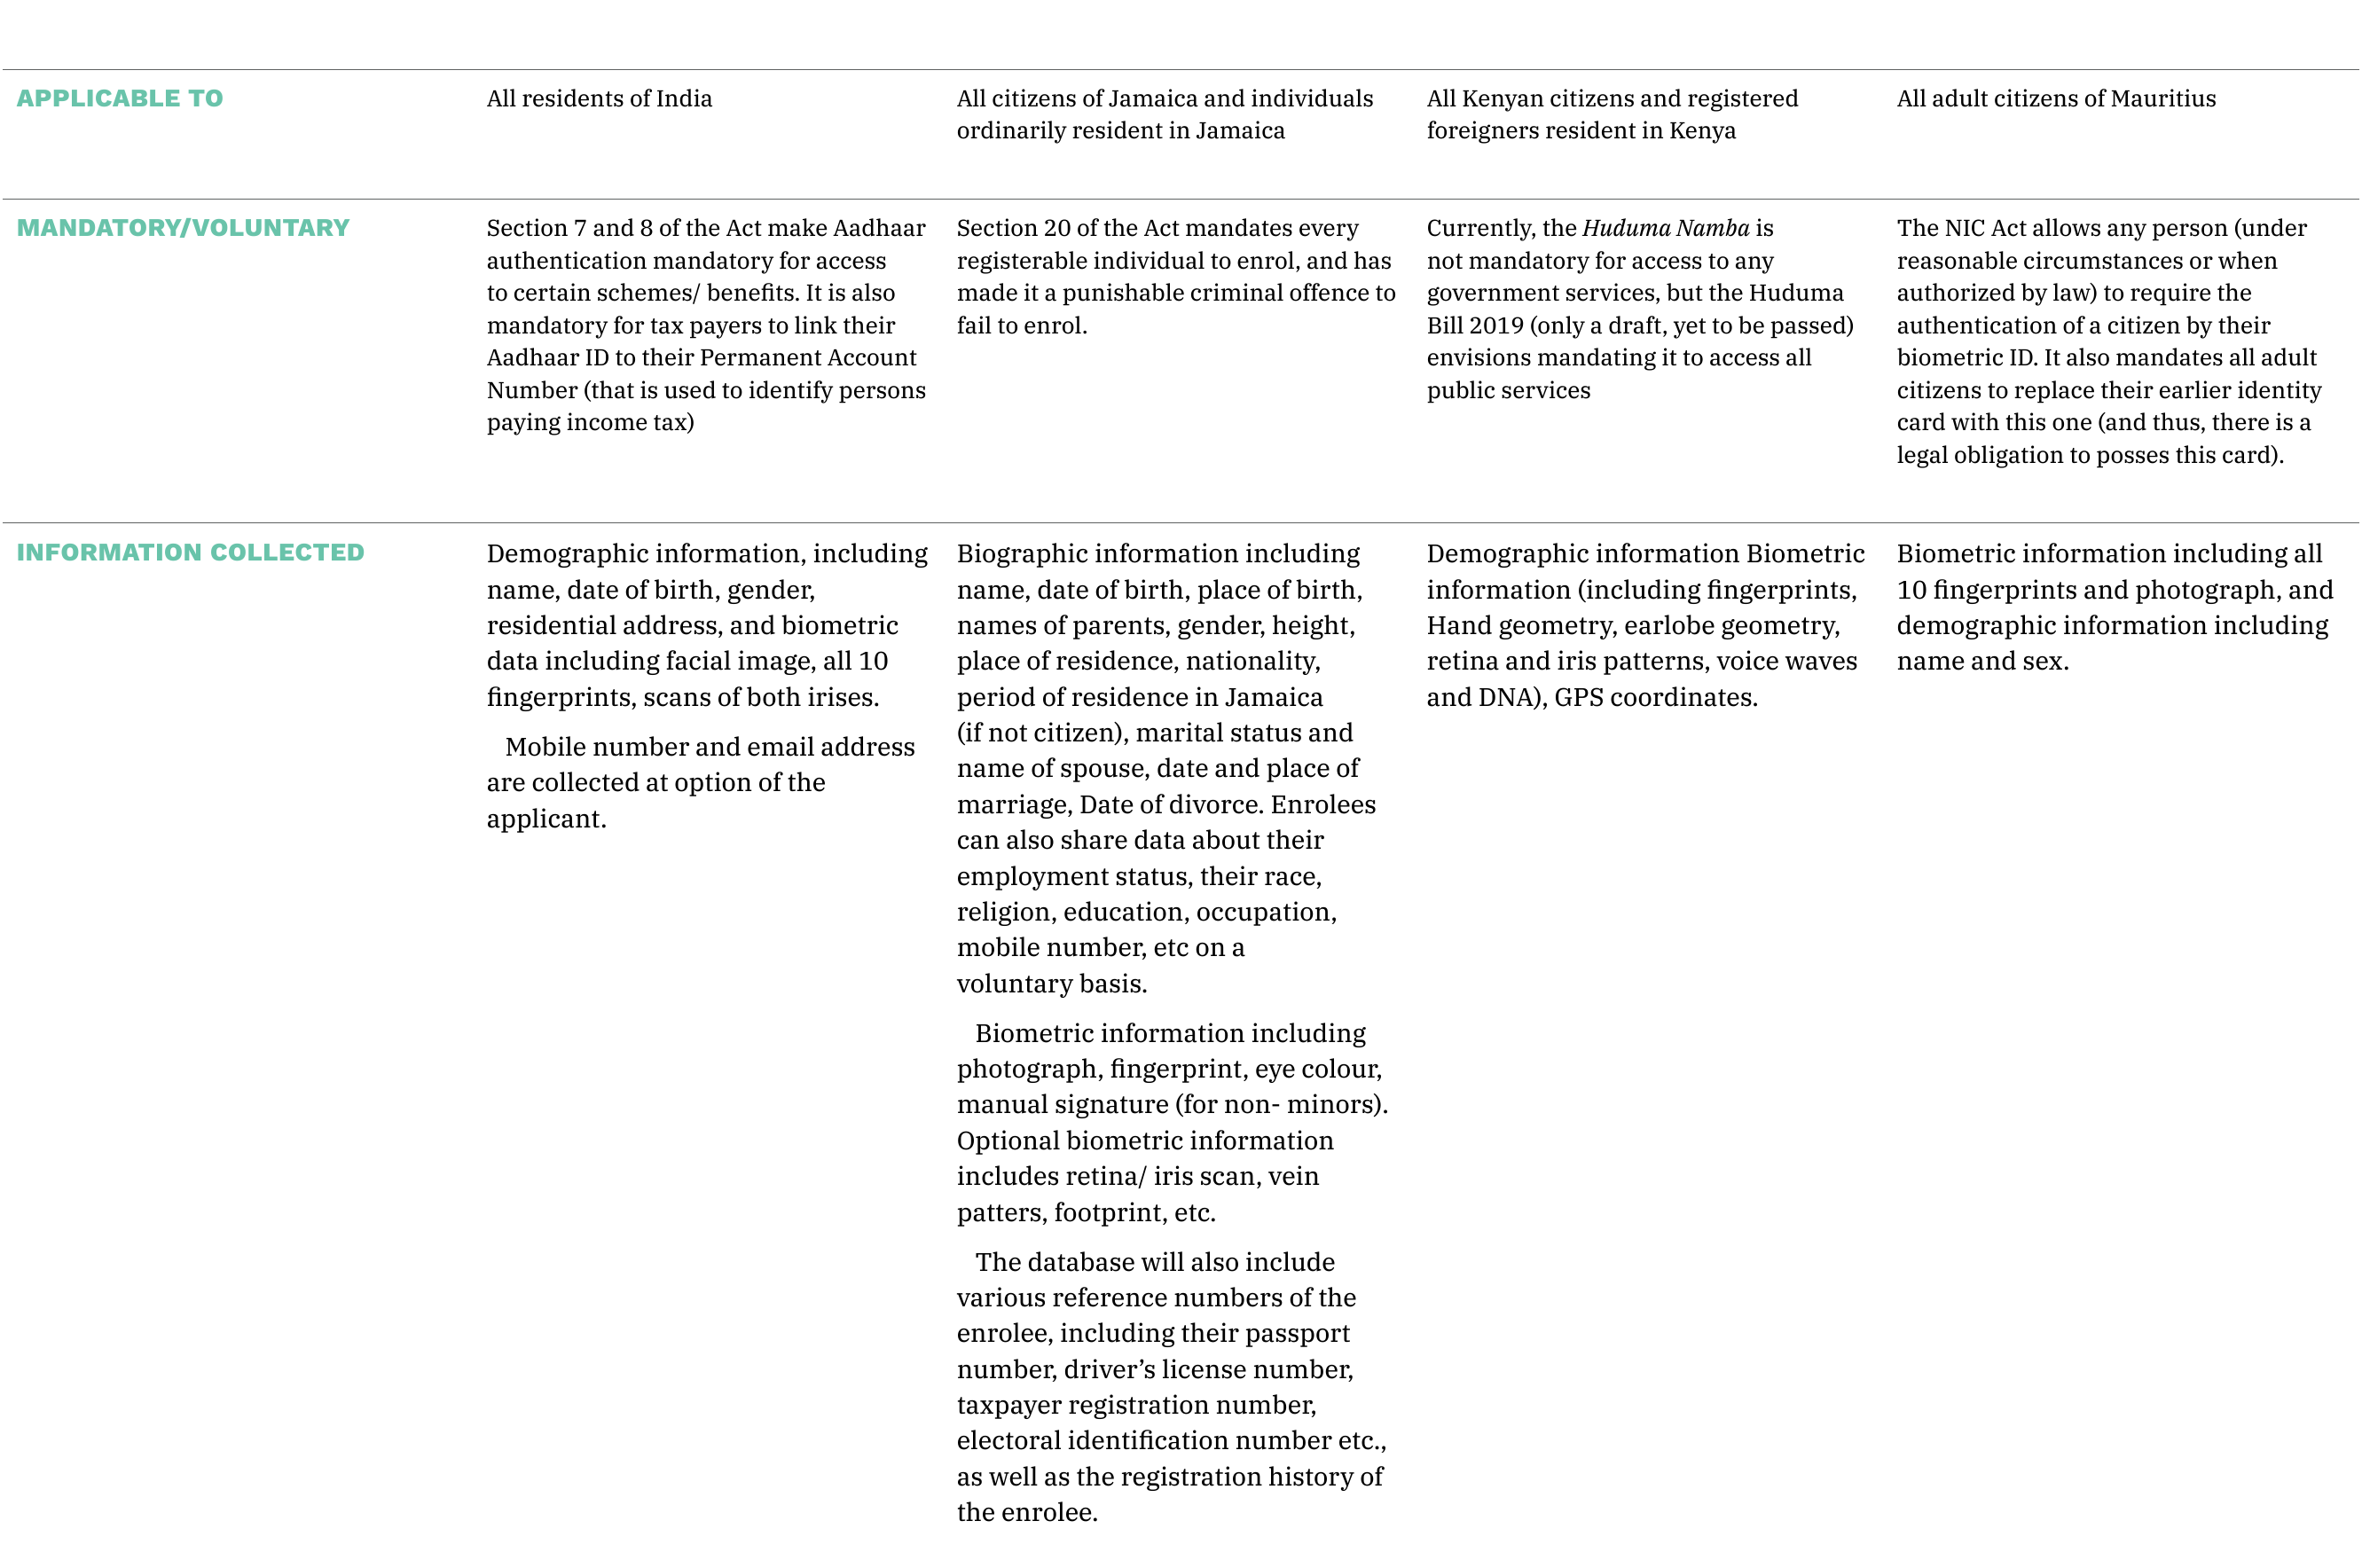 APPLICABLE TO
All residents of India
All citizens of Jamaica and individuals
ordinarily resident in Jamaica
All Kenyan citizens and registered
foreigners resident in Kenya
All adult citizens of Mauritius
MANDATORY/VOLUNTARY
Section 7 and 8 of the Act make Aadhaar
authentication mandatory for access
to certain schemes/ benefits. It is also
mandatory for tax payers to link their
Aadhaar ID to their Permanent Account
Number (that is used to identify persons
paying income tax)
Section 20 of the Act mandates every
registerable individual to enrol, and has
made it a punishable criminal offence to
fail to enrol.
Currently, the Huduma Namba is
not mandatory for access to any
government services, but the Huduma
Bill 2019 (only a draft, yet to be passed)
envisions mandating it to access all
public services
The NIC Act allows any person (under
reasonable circumstances or when
authorized by law) to require the
authentication of a citizen by their
biometric ID. It also mandates all adult
citizens to replace their earlier identity
card with this one (and thus, there is a
legal obligation to posses this card).
INFORMATION COLLECTED
Demographic information, including
name, date of birth, gender,
residential address, and biometric
data including facial image, all 10
fingerprints, scans of both irises.
Mobile number and email address
are collected at option of the
applicant.
Biographic information including
name, date of birth, place of birth,
names of parents, gender, height,
place of residence, nationality,
period of residence in Jamaica
(if not citizen), marital status and
name of spouse, date and place of
marriage, Date of divorce. Enrolees
can also share data about their
employment status, their race,
religion, education, occupation,
mobile number, etc on a
voluntary basis.
Biometric information including
photograph, fingerprint, eye colour,
manual signature (for non- minors).
Optional biometric information
includes retina/ iris scan, vein
patters, footprint, etc.
The database will also include
various reference numbers of the
enrolee, including their passport
number, driver’s license number,
taxpayer registration number,
electoral identification number etc.,
as well as the registration history of
the enrolee.
Demographic information Biometric
information (including fingerprints,
Hand geometry, earlobe geometry,
retina and iris patterns, voice waves
and DNA), GPS coordinates.
Biometric information including all
10 fingerprints and photograph, and
demographic information including
name and sex.